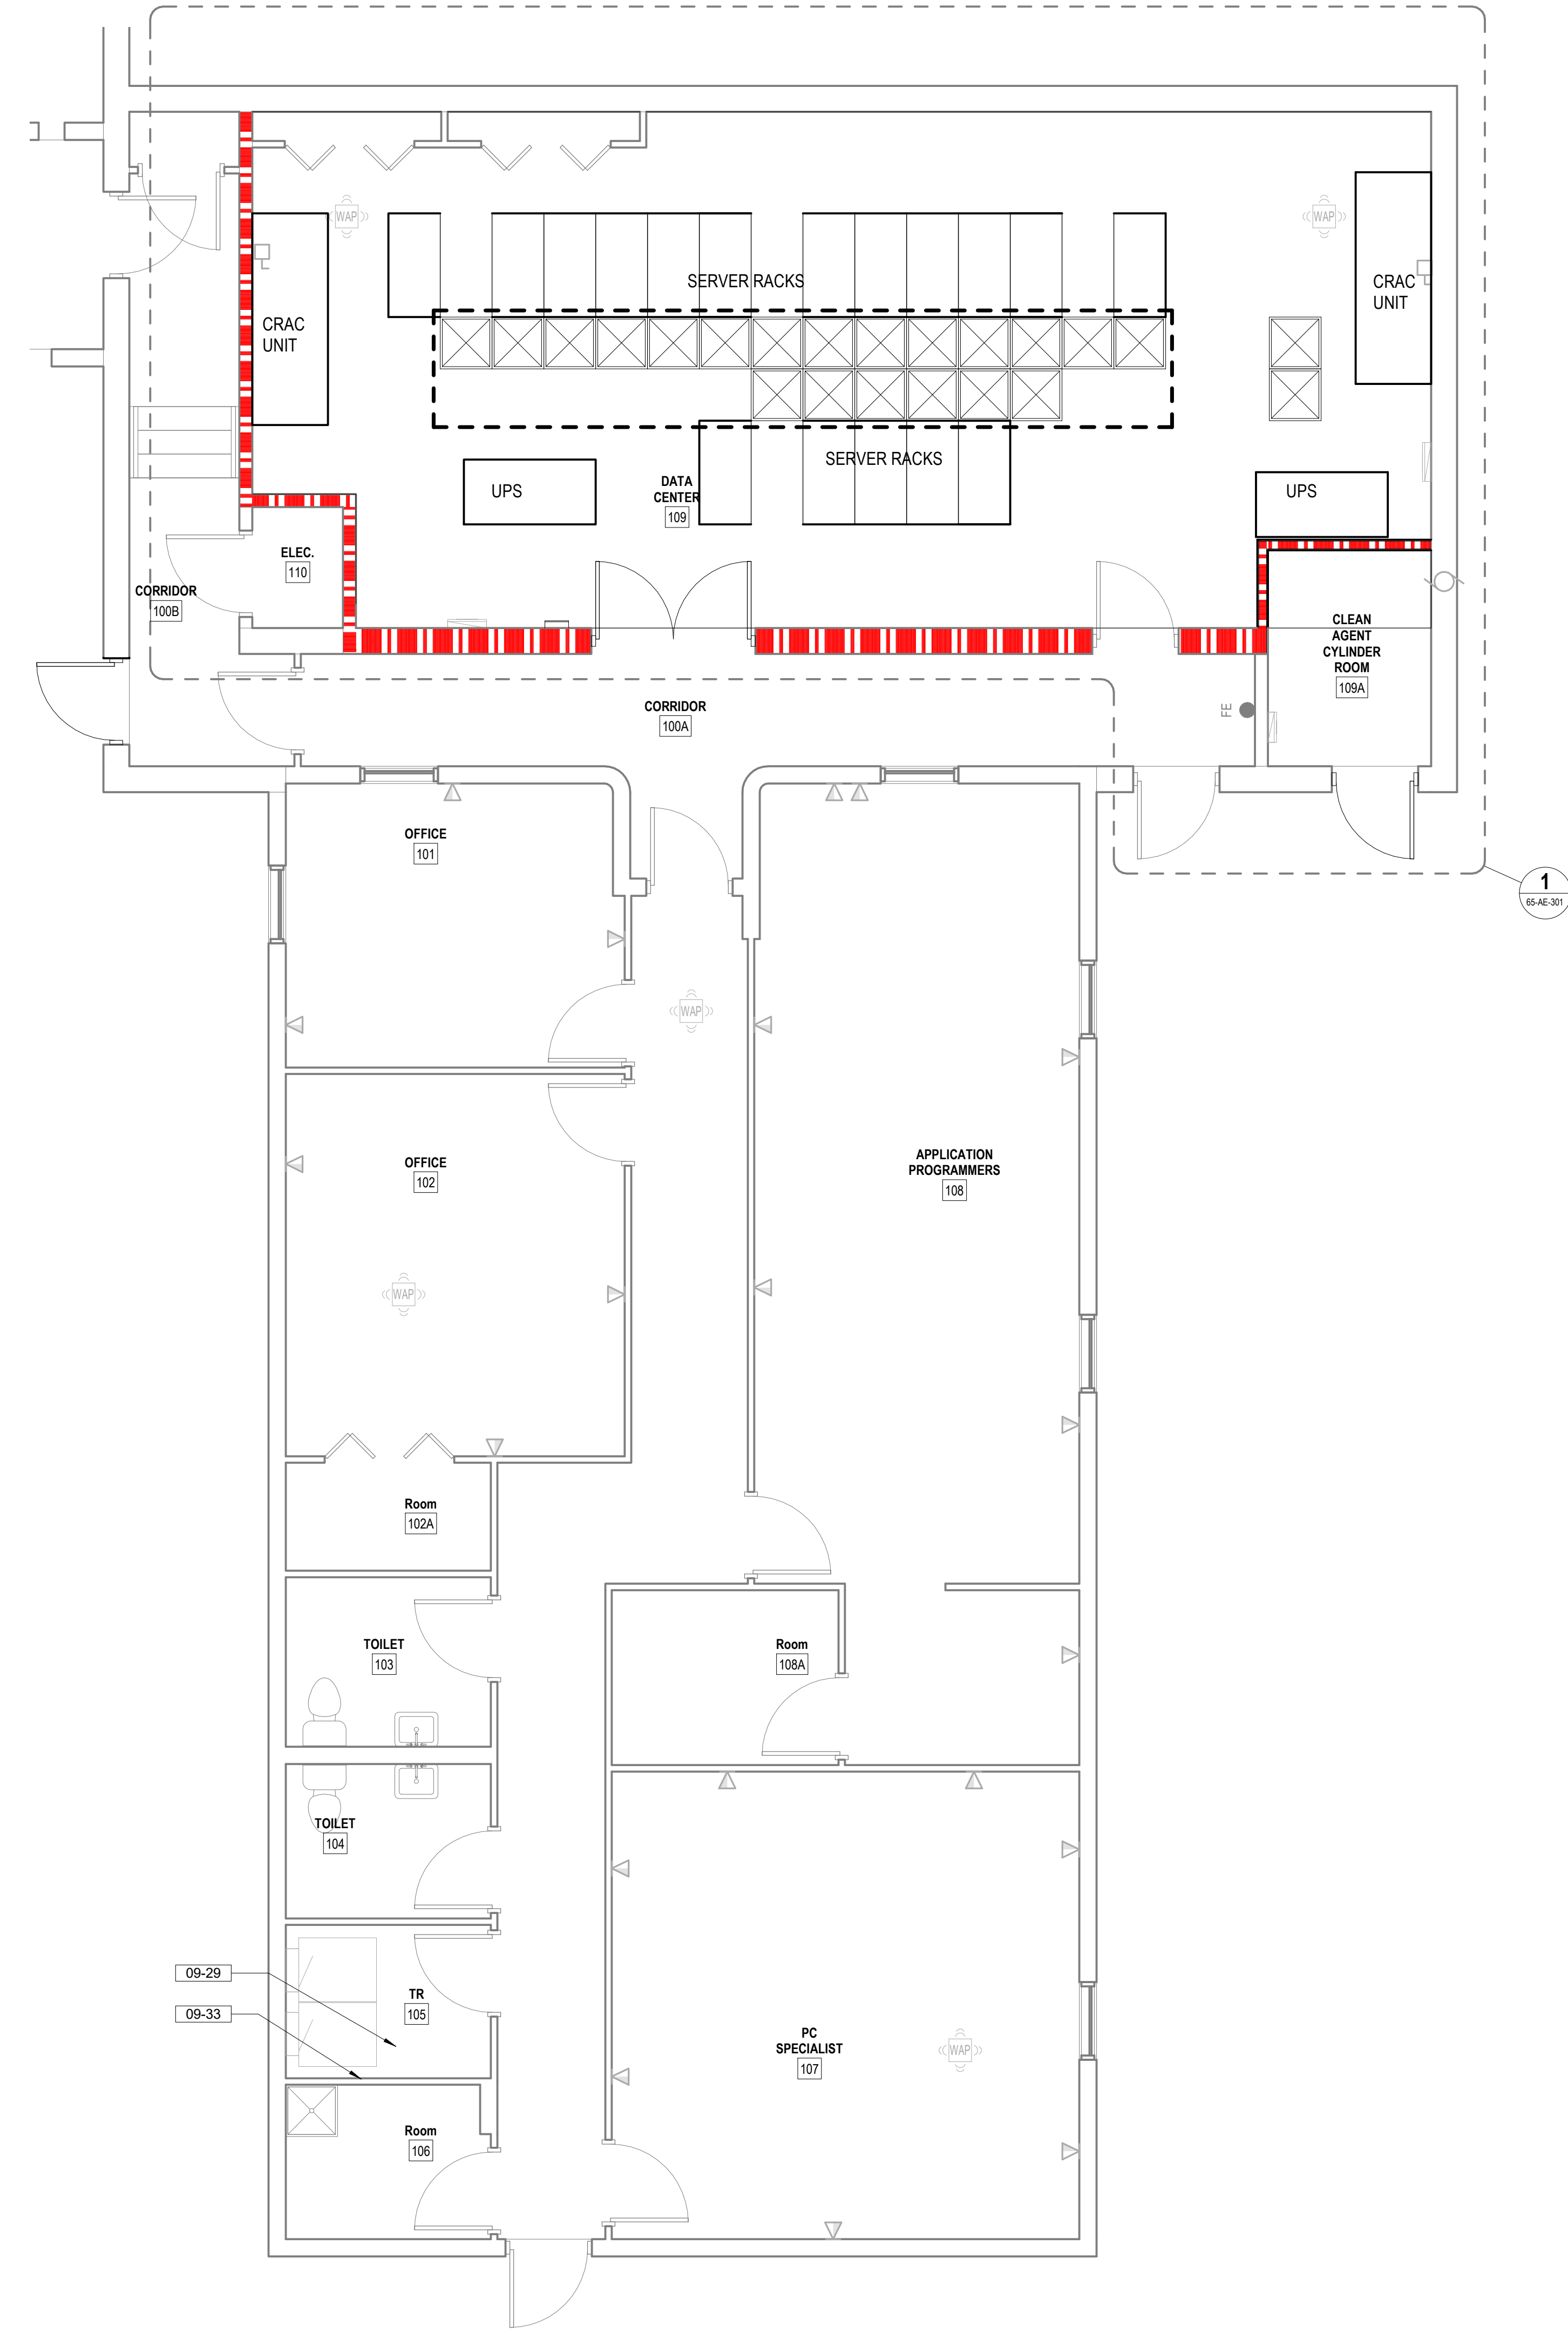 WAP
WAP
SERVER RACKS
CRAC
UNIT
CRAC
UNIT
SERVER RACKS
UPS
DATA
CENTER
109
UPS
ELEC.
110
CORRIDOR
100B
CLEAN
AGENT
CYLINDER
ROOM
109A
CORRIDOR
100A
FE
OFFICE
101
1
65-AE-301
WAP
OFFICE
102
APPLICATION
PROGRAMMERS
108
WAP
Room
102A
TOILET
103
Room
108A
TOILET
104
09-29
TR
105
09-33
PC
SPECIALIST
107
WAP
Room
106